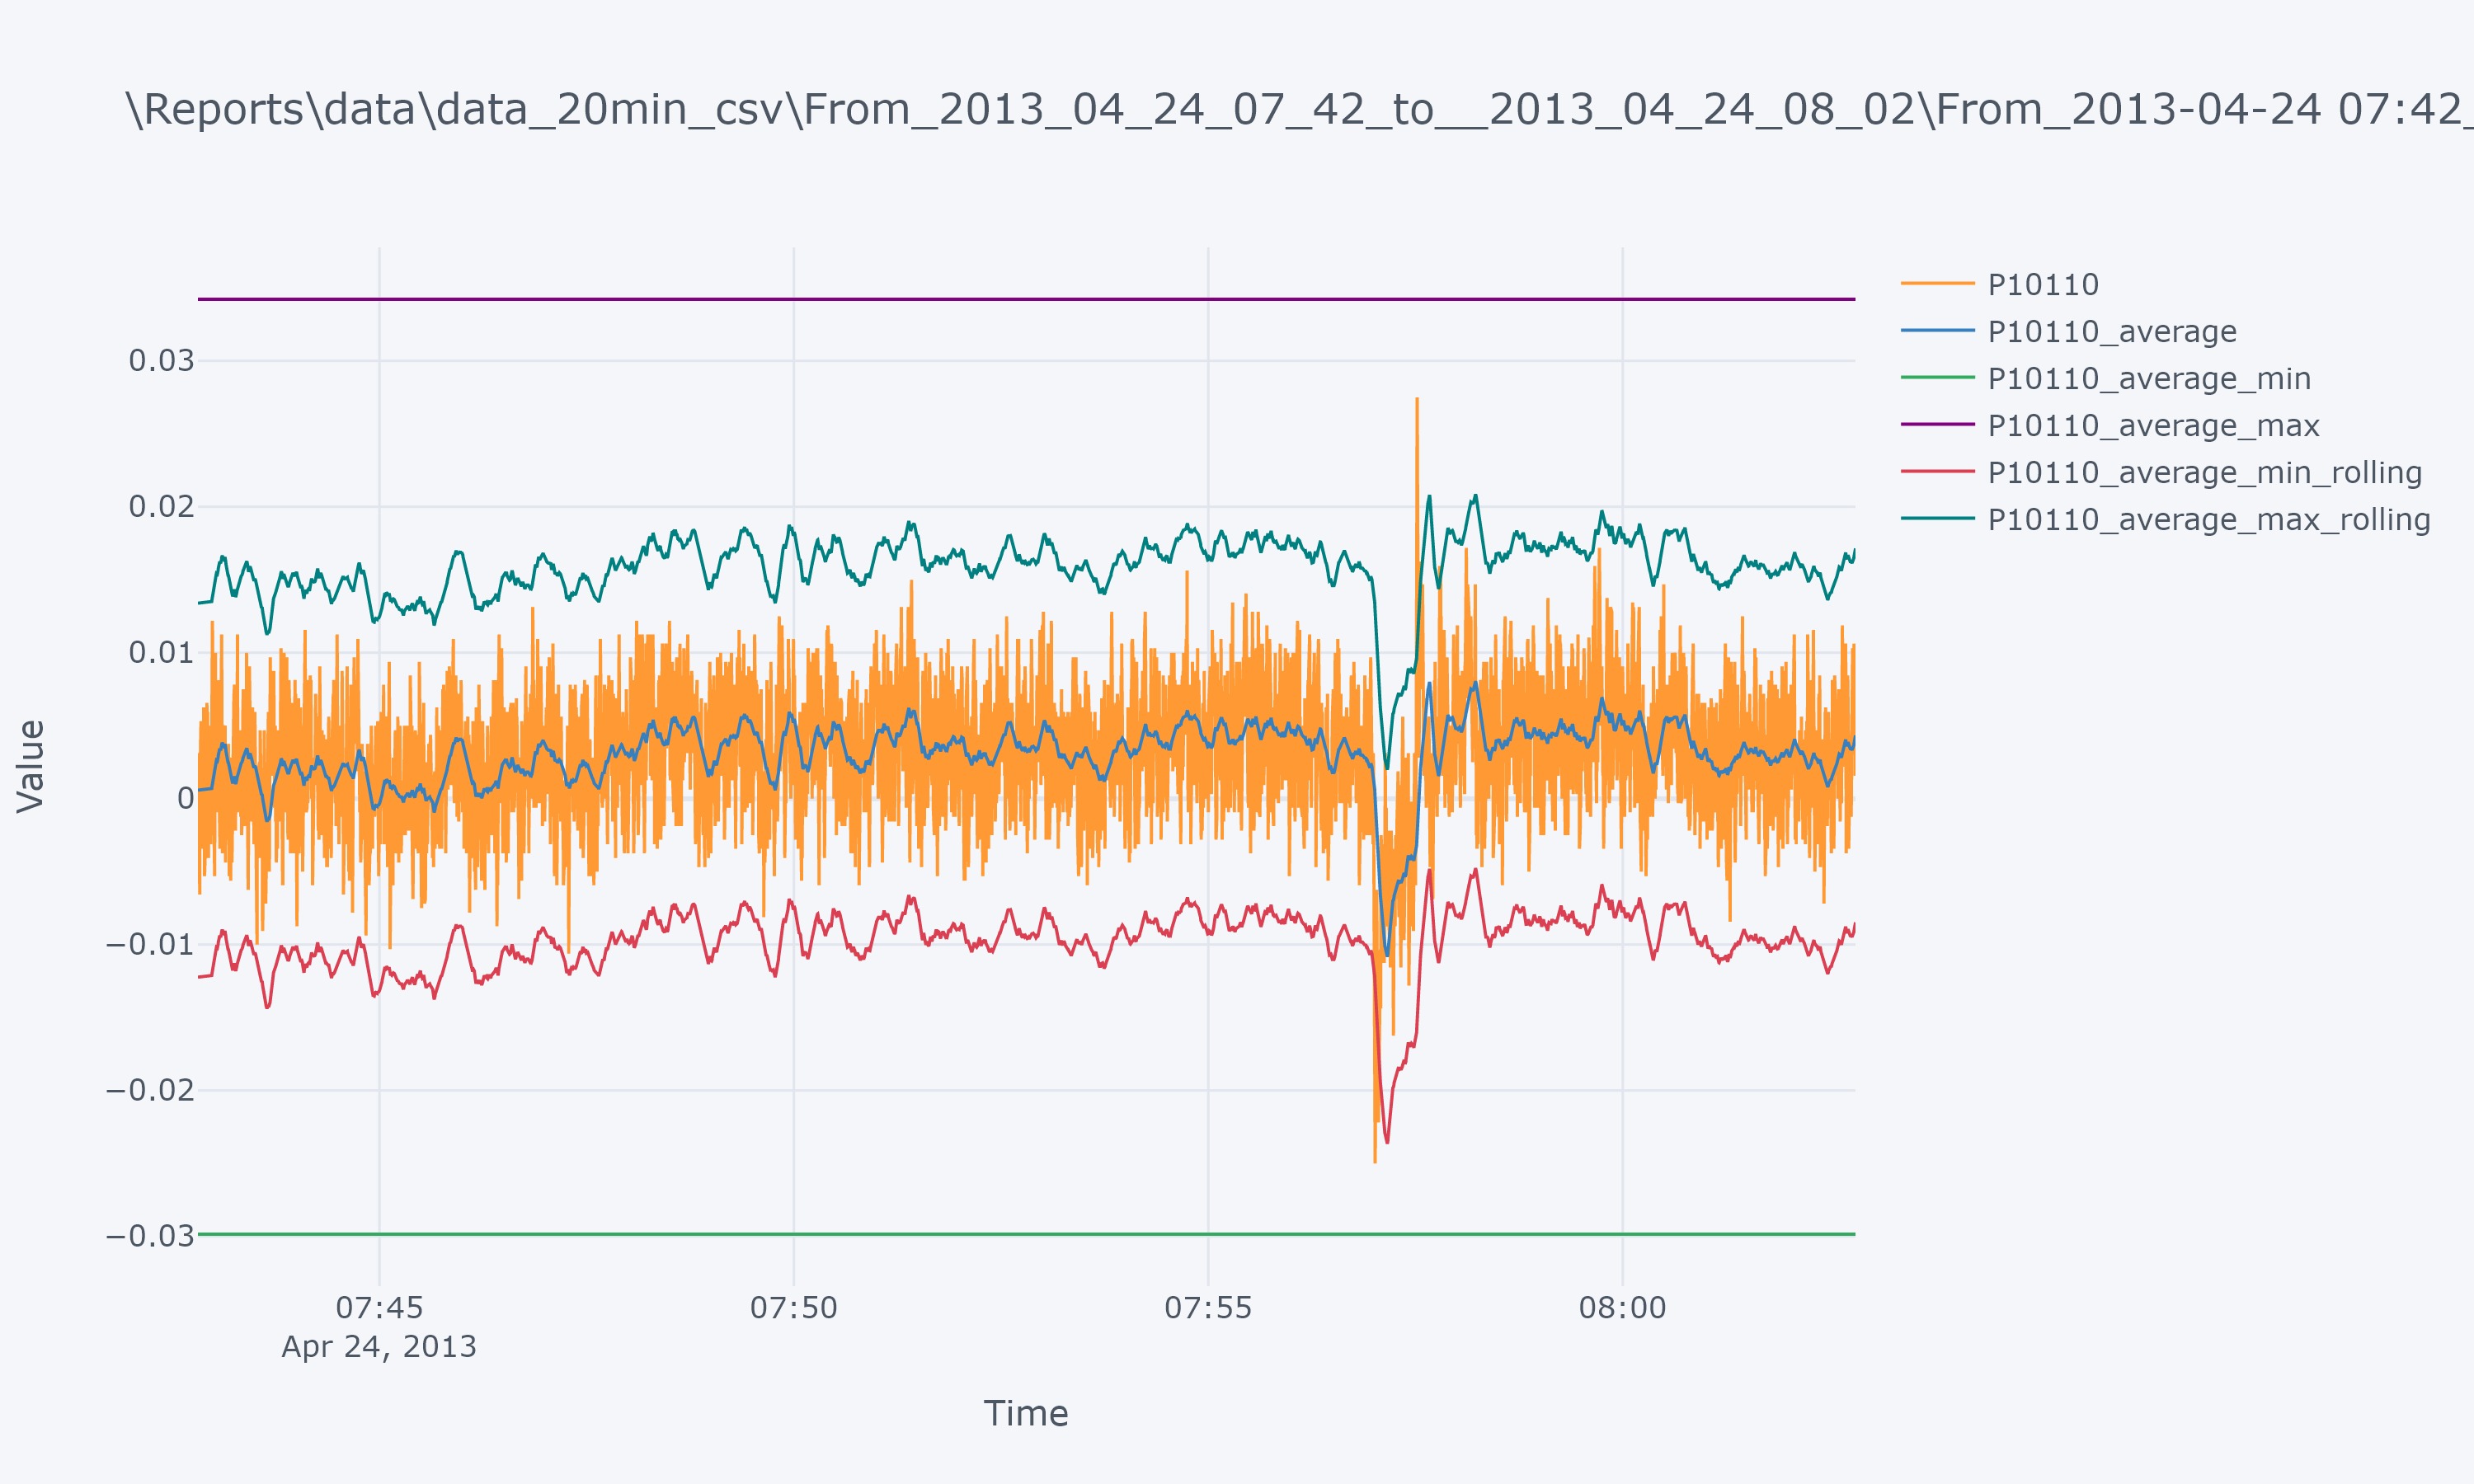 \Reports\data\data_20min_csv\From_2013_04_24_07_42_to__2013_04_24_08_02\From_2013-04-24 07:42_
P10110
P10110_average
P10110_average_min
P10110_average_max
P10110_average_min_rolling
P10110_average_max_rolling
Value
0.03
0.02
0.01
0
−0.01
−0.02
−0.03
07:45 07:50 07:55 08:00
Apr 24, 2013
Time